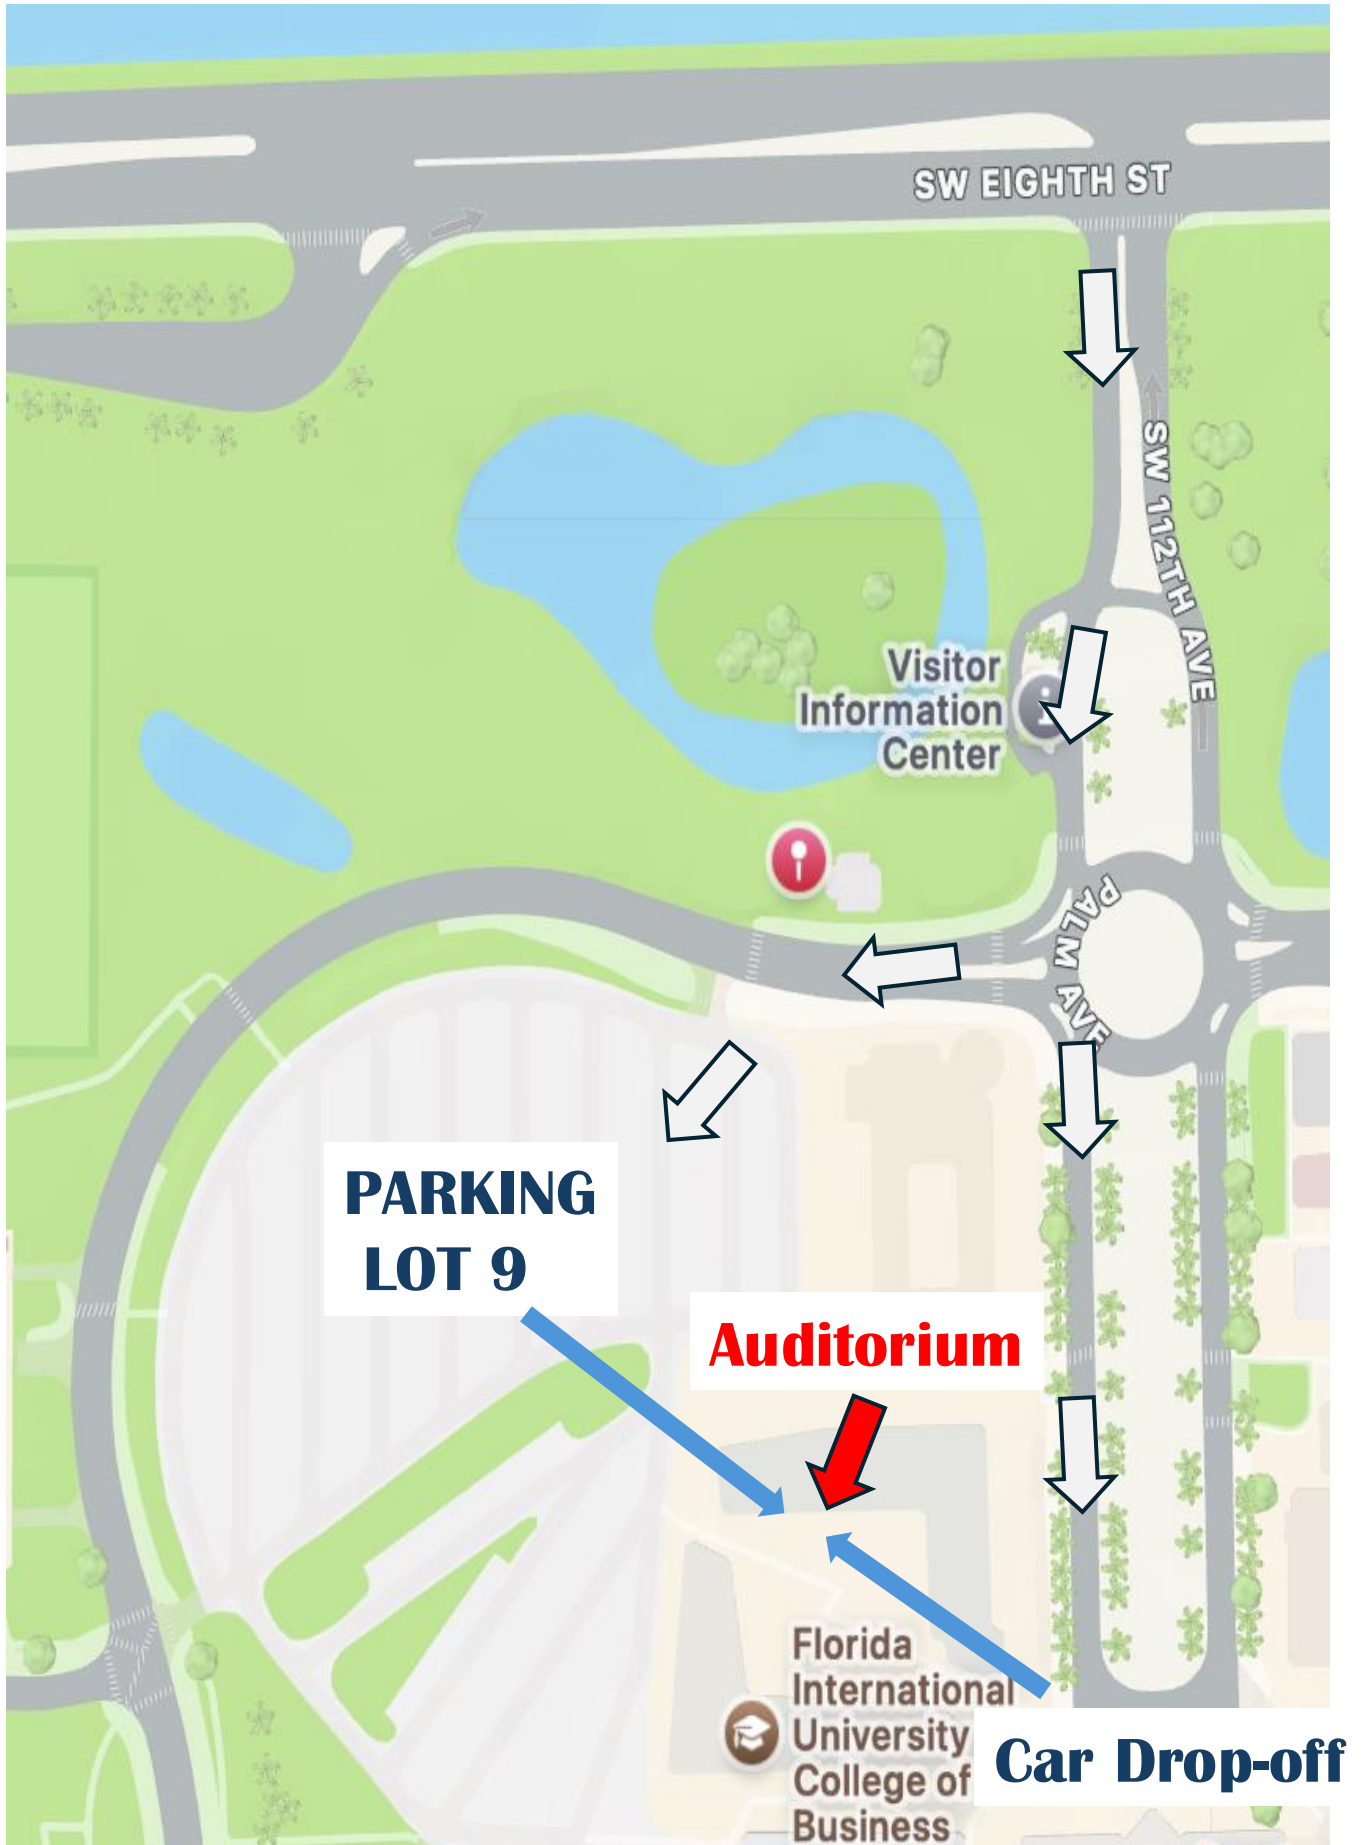 SW EIGHTH ST
SW 112TH AVE
Visitor
Information
Center
i
PALM AVE
PARKING
LOT 9
Auditorium
Florida
International
University
College of
Business
Car Drop-off